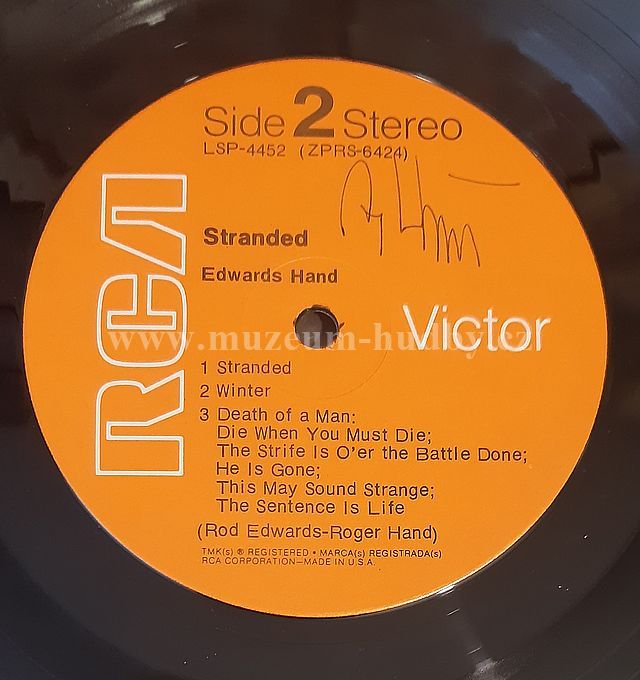 Side 2 Stereo
LSP-4452 (ZPRS-6424)
RCA
Stranded
Edwards Hand
Victor
www.muzeum-hudby.cz
1 Stranded
2 Winter
3 Death of a Man:
Die When You Must Die;
The Strife Is O'er the Battle Done;
He Is Gone;
This May Sound Strange;
The Sentence Is Life
(Rod Edwards-Roger Hand)
TMK(s) ® REGISTERED • MARCA(s) REGISTRADA(s)
RCA CORPORATION—MADE IN U.S.A.